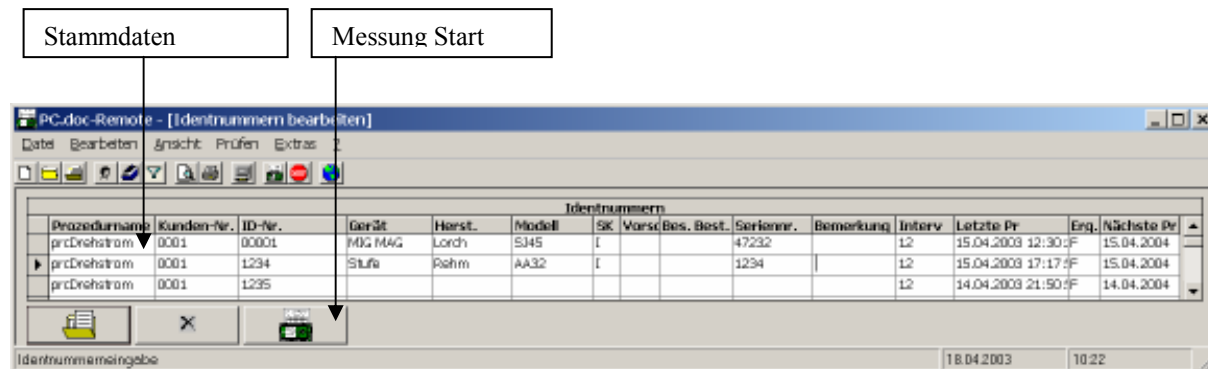 Stammdaten
Messung Start
PC.doc-Remote - [Identnummern bearbeiten]
Datei Bearbeiten Ansicht Prüfen Extras ?
Identnummern
Prozedurname Kunden-Nr. ID-Nr. Gerät Herst. Modell SK Vorsc Bes. Best. Seriennr. Bemerkung Interv Letzte Pr Erg. Nächste Pr
prcDrehstrom 0001 00001 MIG MAG Lorch SJ45 I 47232 12 15.04.2003 12:30: F 15.04.2004
prcDrehstrom 0001 1234 Stufe Rehm AA32 I 1234 12 15.04.2003 17:17: F 15.04.2004
prcDrehstrom 0001 1235 12 14.04.2003 21:50: F 14.04.2004
Identnummerneingabe 18.04.2003 10:22